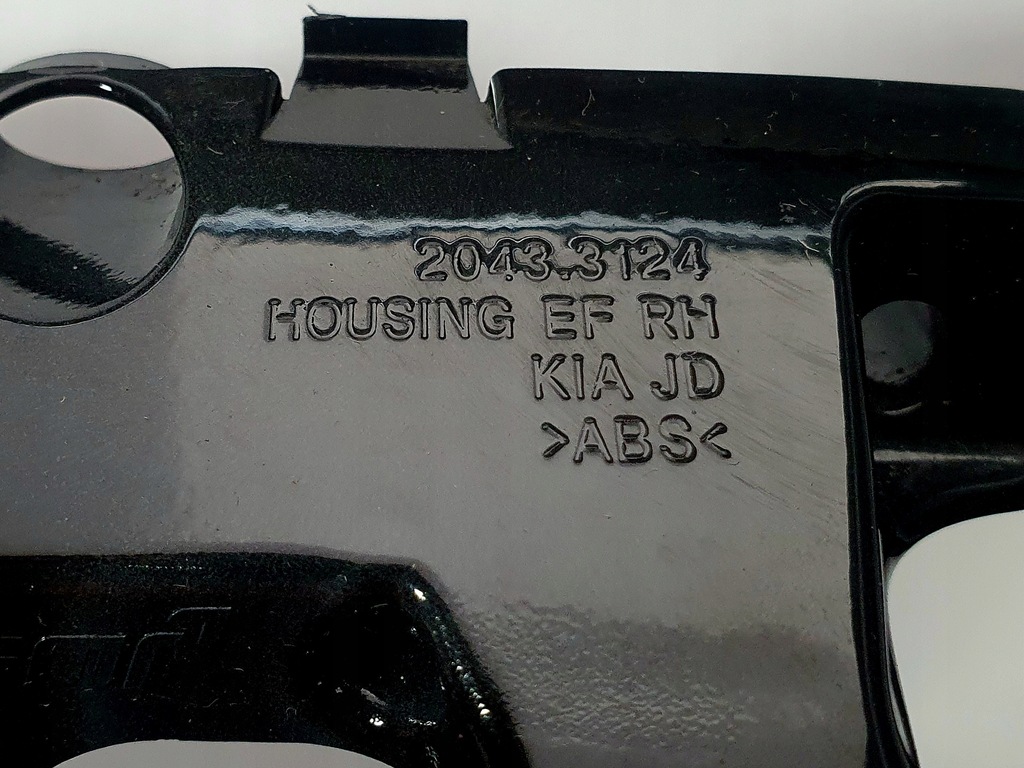 2043.3124
HOUSING EF RH
KIA JD
>ABS<